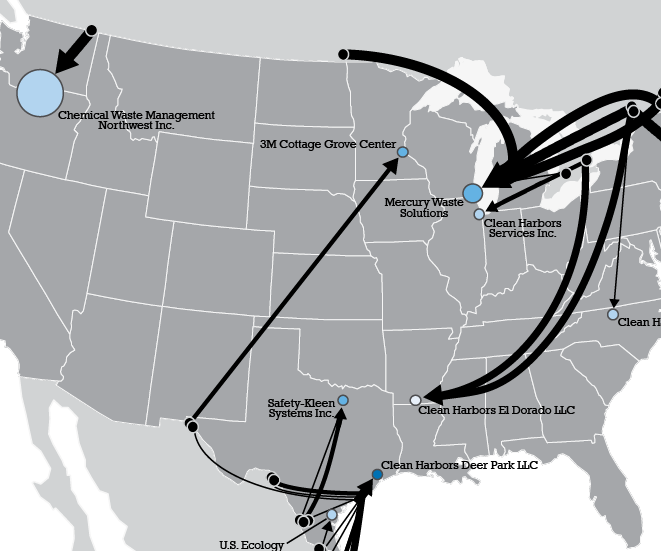 Chemical Waste Management
Northwest Inc.
3M Cottage Grove Center
Mercury Waste
Solutions
Clean Harbors
Services Inc.
Clean H
Safety-Kleen
Systems Inc.
Clean Harbors El Dorado LLC
Clean Harbors Deer Park LLC
U.S. Ecology